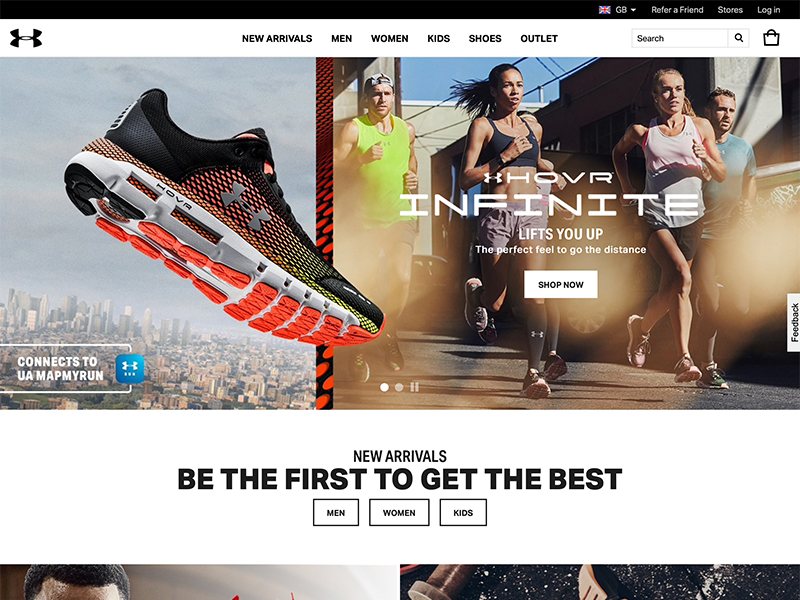 GB
Refer a Friend
Stores
Log in
NEW ARRIVALS
MEN
WOMEN
KIDS
SHOES
OUTLET
Search
HOVR
HOVR
INFINITE
LIFTS YOU UP
The perfect feel to go the distance
SHOP NOW
CONNECTS TO
UA MAPMYRUN
Feedback
NEW ARRIVALS
BE THE FIRST TO GET THE BEST
MEN
WOMEN
KIDS